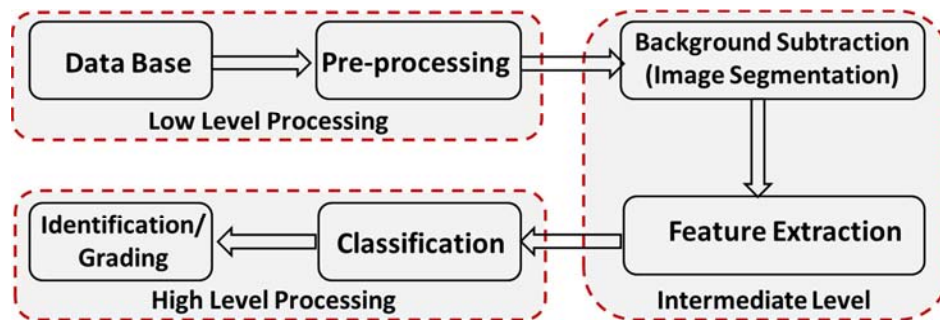 Data Base
Pre-processing
Low Level Processing
Background Subtraction
(Image Segmentation)
Feature Extraction
Intermediate Level
Classification
Identification/
Grading
High Level Processing